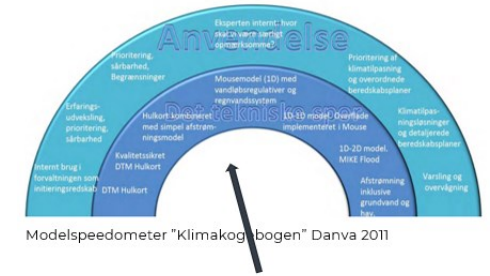 Anvendelse
Eksperten internt: hvor
skal vi være særligt
opmærksomme?
Prioritering,
sårbarhed,
Begrænsninger
Prioritering af
klimatilpasning
og overordnede
beredskabsplaner
Erfarings-
udveksling,
prioritering,
sårbarhed
Klimatilpas-
ningsløsninger
og detaljerede
beredskabsplaner
Internt brug i
forvaltningen som
initieringsredskab
Varsling og
overvågning
Det tekniske spor
Mousemodel (1D) med
vandløbsregulativer og
regnvandssystem
Hulkort kombineret
med simpel afstrøm-
ningsmodel
1D-1D model. Overflade
implementeret i Mouse
Kvalitetssikret
DTM Hulkort
1D-2D model.
MIKE Flood
DTM Hulkort
Afstrømning
inklusive
grundvand og
hav.
Modelspeedometer "Klimakogebogen" Danva 2011